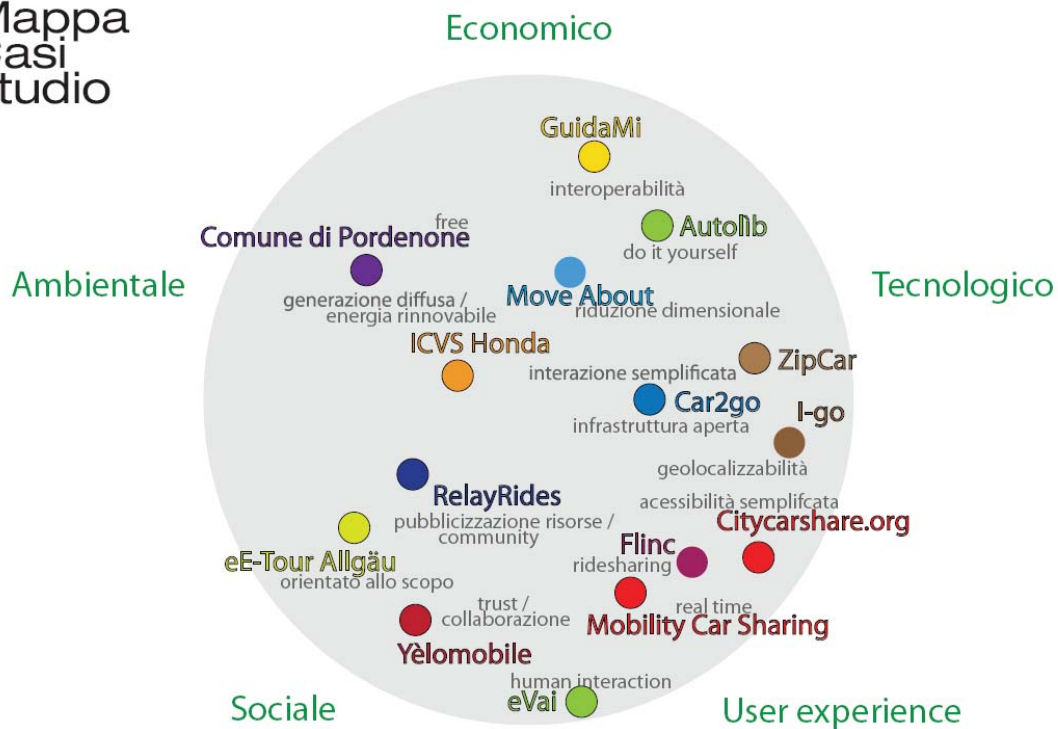 Mappa
Casi
Studio
Economico
GuidaMi
interoperabilità
Autolìb
do it yourself
free
Comune di Pordenone
Ambientale
Tecnologico
generazione diffusa /
energia rinnovabile
Move About
riduzione dimensionale
ICVS Honda
interazione semplificata
ZipCar
Car2go
I-go
infrastruttura aperta
geolocalizzabilità
RelayRides
pubblicizzazione risorse /
community
acessibilità semplifcata
Citycarshare.org
Flinc
ridesharing
eE-Tour Allgäu
orientato allo scopo
trust /
collaborazione
real time
Mobility Car Sharing
Yèlomobile
human interaction
eVai
Sociale
User experience